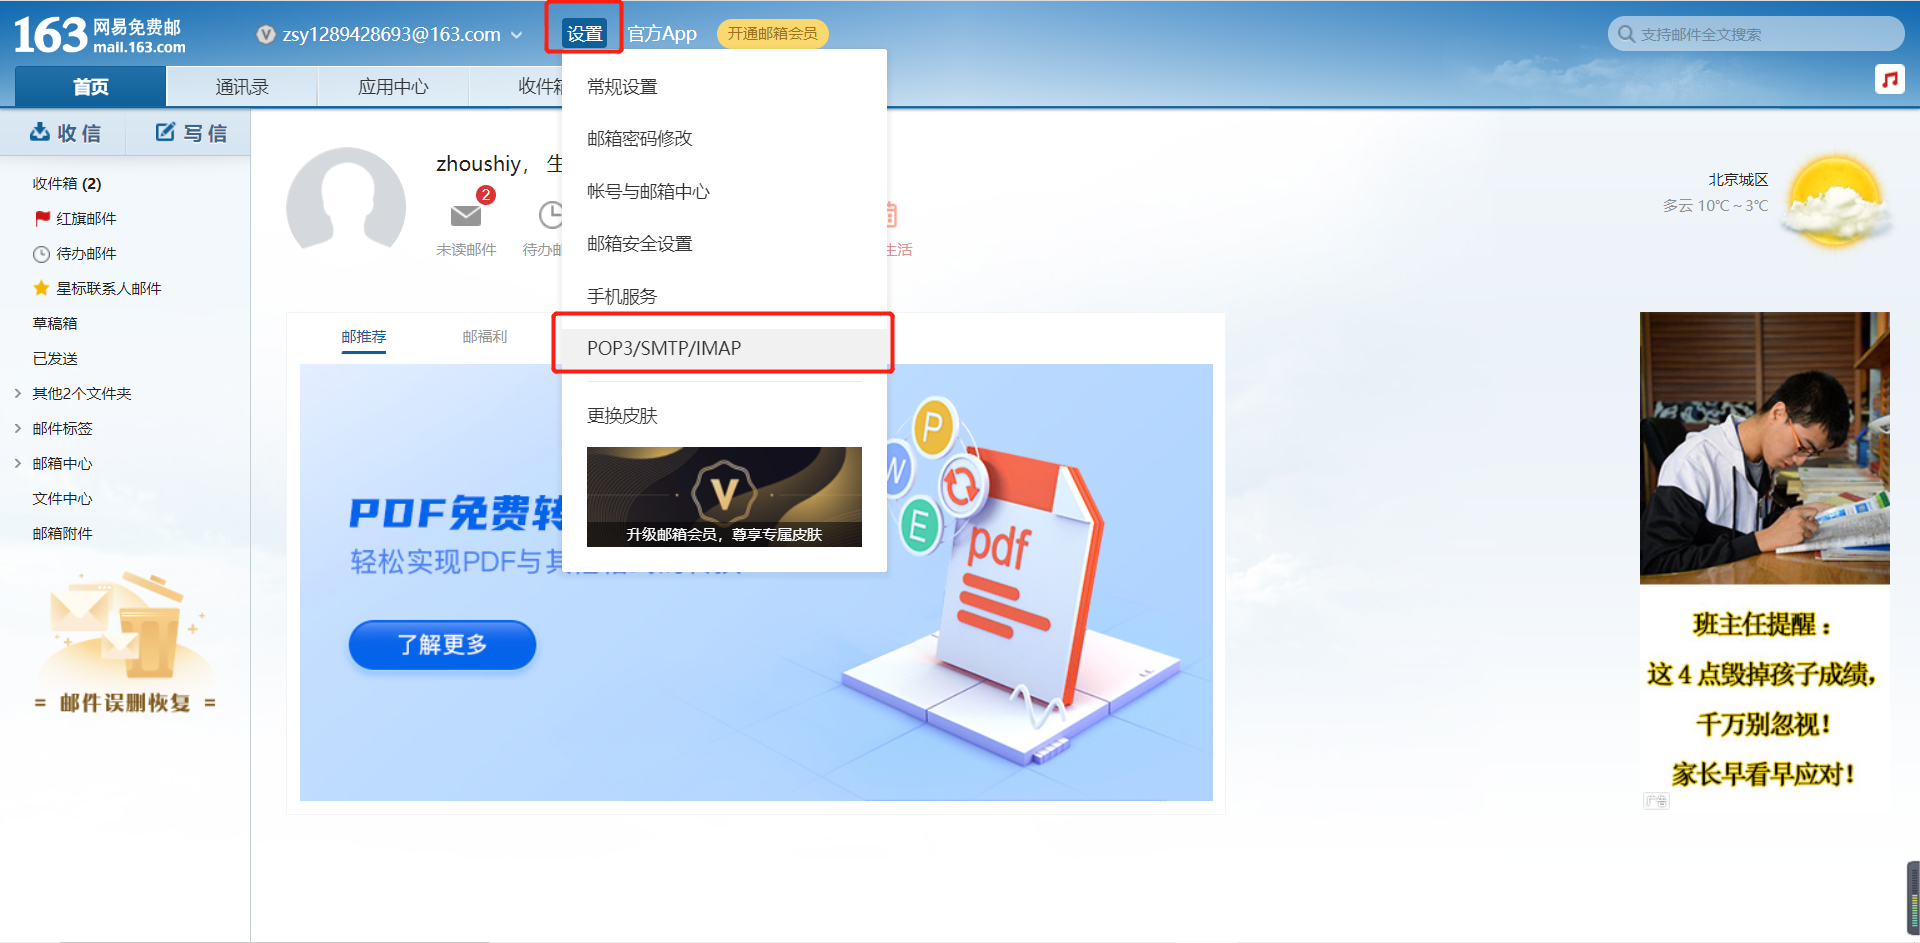 163 网易免费邮
mail.163.com
V zsy1289428693@163.com
设置
官方App
开通邮箱会员
支持邮件全文搜索
首页
通讯录
应用中心
收件箱
收信
写信
收件箱 (2)
红旗邮件
待办邮件
星标联系人邮件
草稿箱
已发送
其他2个文件夹
邮件标签
邮箱中心
文件中心
邮箱附件
= 邮件误删恢复 =
zhoushiy， 生
2
未读邮件
待办邮
生活
常规设置
邮箱密码修改
帐号与邮箱中心
邮箱安全设置
手机服务
POP3/SMTP/IMAP
更换皮肤
V
升级邮箱会员，尊享专属皮肤
邮推荐
邮福利
PDF免费转
轻松实现PDF与其
了解更多
P
W
E
pdf
北京城区
多云 10℃ ~ 3℃
班主任提醒：
这 4 点毁掉孩子成绩，
千万别忽视！
家长早看早应对！
广告